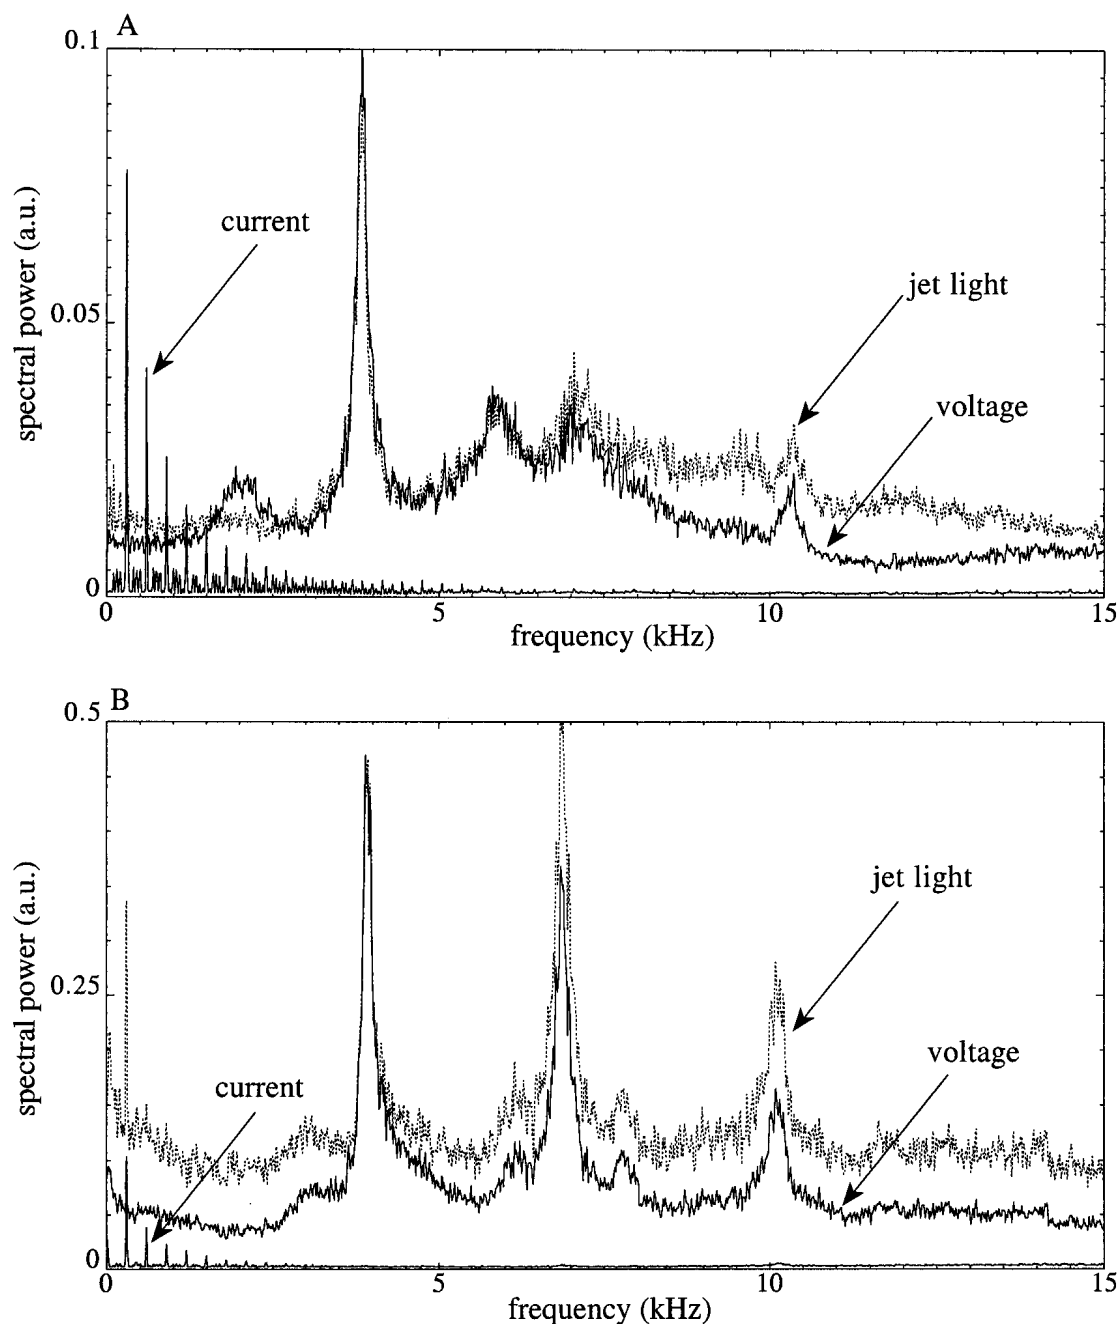 A
0.1
0.05
0
spectral power (a.u.)
current
jet light
voltage
0 5 10 15
frequency (kHz)
B
0.5
0.25
0
spectral power (a.u.)
jet light
voltage
current
0 5 10 15
frequency (kHz)